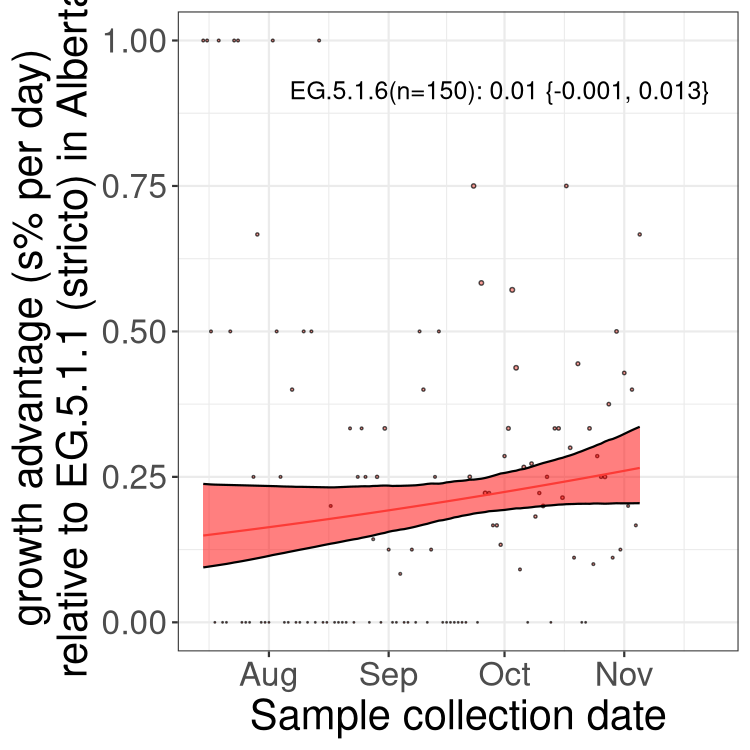 growth advantage (s% per day)
relative to EG.5.1.1 (stricto) in Alberta
1.00
0.75
0.50
0.25
0.00
EG.5.1.6(n=150): 0.01 {-0.001, 0.013}
Aug Sep Oct Nov
Sample collection date